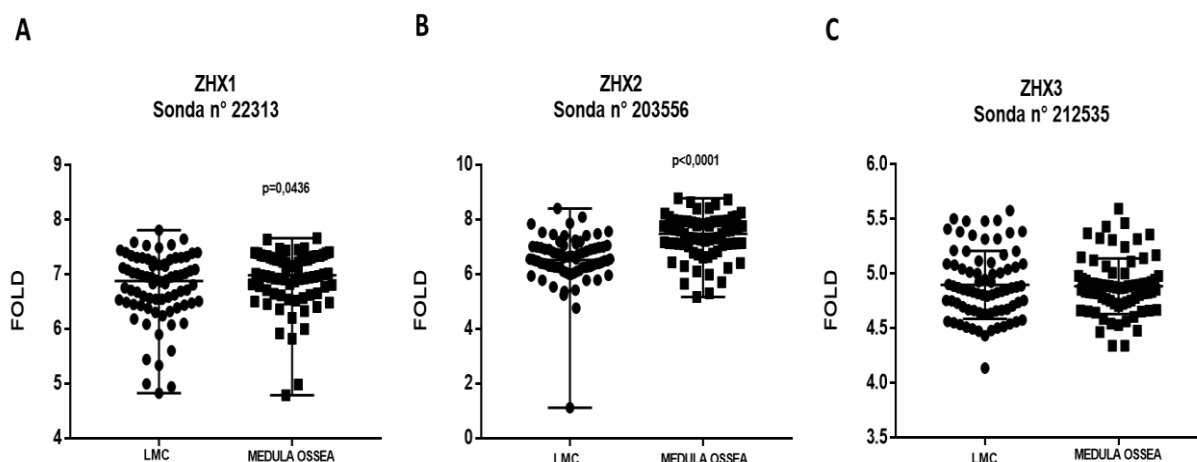 A
ZHX1
Sonda n° 22313
p=0,0436
9
8
7
6
5
4
FOLD
LMC
MEDULA OSSEA
B
ZHX2
Sonda n° 203556
p<0,0001
10
8
6
4
2
0
FOLD
LMC
MEDULA OSSEA
C
ZHX3
Sonda n° 212535
6.0
5.5
5.0
4.5
4.0
3.5
FOLD
LMC
MEDULA OSSEA